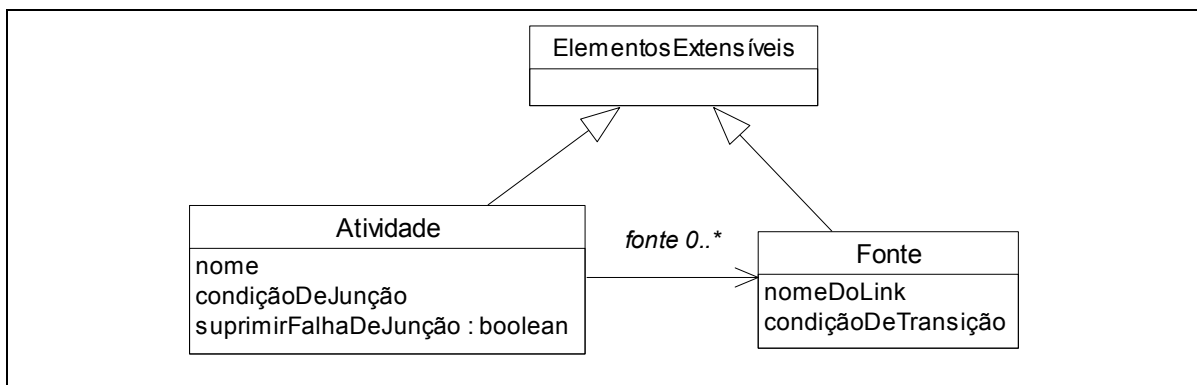 ElementosExtensíveis
Atividade
nome
condiçãoDeJunção
suprimirFalhaDeJunção : boolean
fonte 0..*
Fonte
nomeDoLink
condiçãoDeTransição